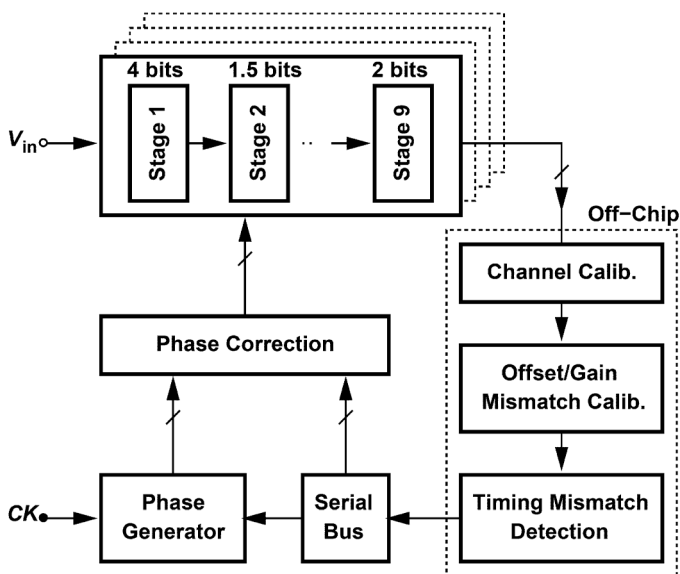 4 bits 1.5 bits 2 bits
Vin Stage 1 Stage 2 .. Stage 9
Off-Chip
Channel Calib.
Phase Correction
Offset/Gain
Mismatch Calib.
CK Phase
Generator
Serial
Bus
Timing Mismatch
Detection